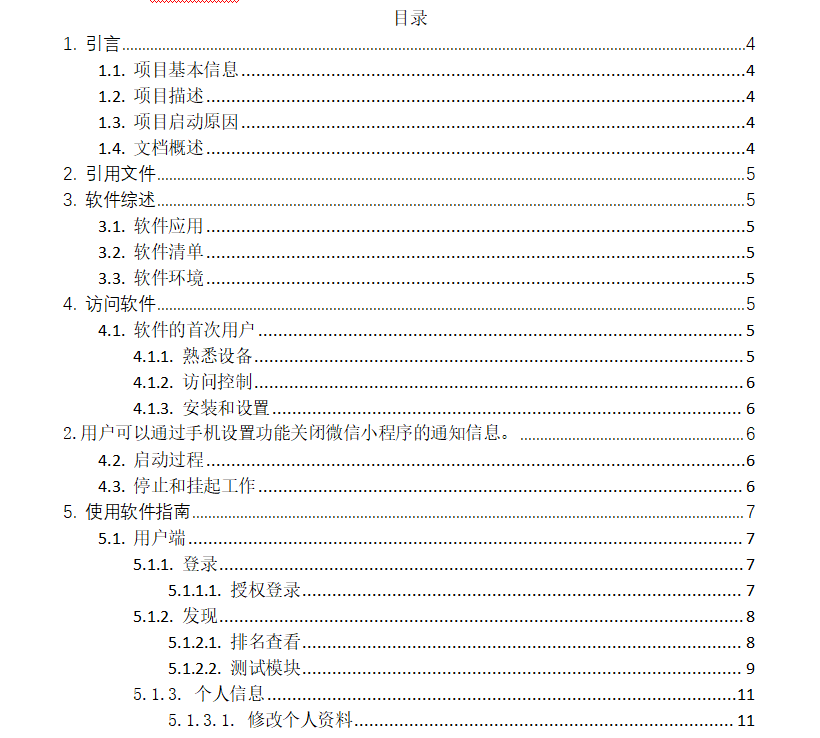 目录
1. 引言........4
1.1. 项目基本信息........4
1.2. 项目描述........4
1.3. 项目启动原因........4
1.4. 文档概述........4
2. 引用文件........5
3. 软件综述........5
3.1. 软件应用........5
3.2. 软件清单........5
3.3. 软件环境........5
4. 访问软件........5
4.1. 软件的首次用户........5
4.1.1. 熟悉设备........5
4.1.2. 访问控制........6
4.1.3. 安装和设置........6
2.用户可以通过手机设置功能关闭微信小程序的通知信息。........6
4.2. 启动过程........6
4.3. 停止和挂起工作........6
5. 使用软件指南........7
5.1. 用户端........7
5.1.1. 登录........7
5.1.1.1. 授权登录........7
5.1.2. 发现........8
5.1.2.1. 排名查看........8
5.1.2.2. 测试模块........9
5.1.3. 个人信息........11
5.1.3.1. 修改个人资料........11